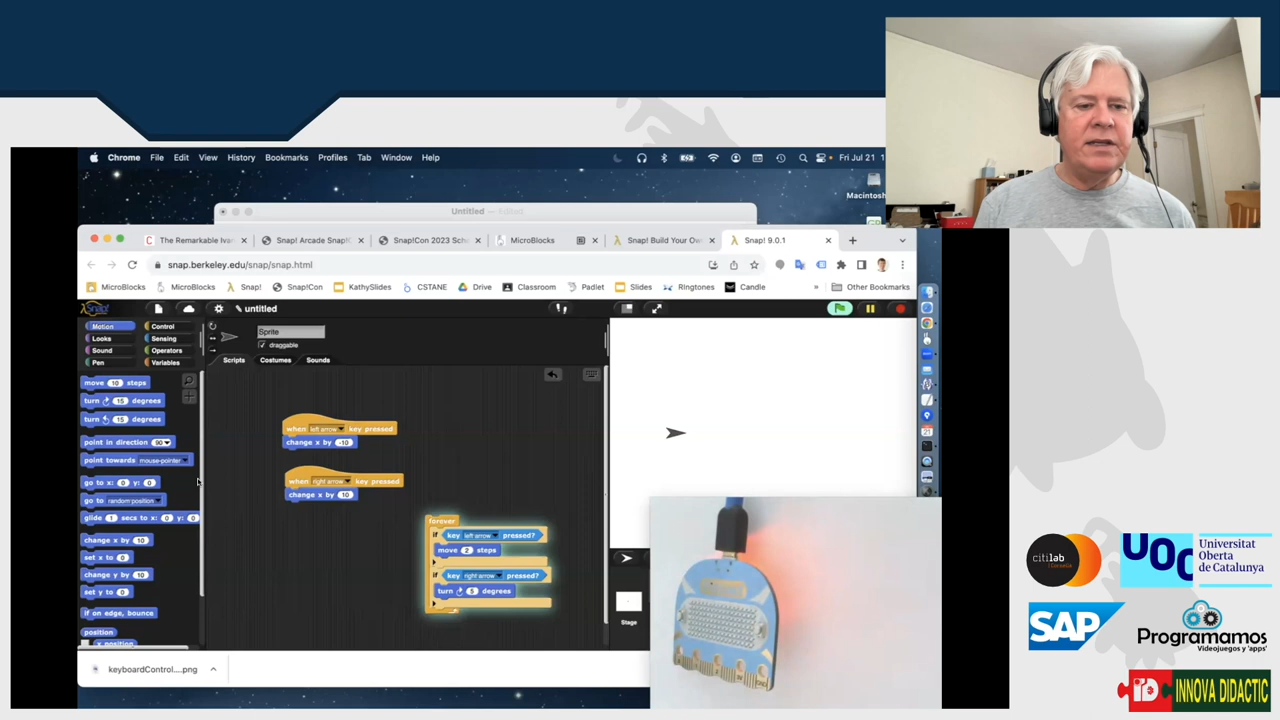 Chrome File Edit View History Bookmarks Profiles Tab Window Help
Fri Jul 21 1
Macintosh
Untitled — Edited
The Remarkable Iva
Snap! Arcade Snap!
Snap!Con 2023 Sch
MicroBlocks
Snap! Build Your Ow
Snap! 9.0.1
snap.berkeley.edu/snap/snap.html
MicroBlocks MicroBlocks Snap! Snap!Con KathySlides CSTANE Drive Classroom Padlet Slides RIngtones Candle » Other Bookmarks
Snap!
untitled
Motion Control
Looks Sensing
Sound Operators
Pen Variables
Sprite
draggable
Scripts Costumes Sounds
move 10 steps
turn 15 degrees
turn 15 degrees
point in direction 90
point towards mouse-pointer
go to x: 0 y: 0
go to random position
glide 1 secs to x: 0 y: 0
change x by 10
set x to 0
change y by 10
set y to 0
if on edge, bounce
position
x position
when left arrow key pressed
change x by -10
when right arrow key pressed
change x by 10
forever
if key left arrow pressed?
move 2 steps
if key right arrow pressed?
turn 5 degrees
Stage
keyboardControl....png
citilab
Cornellà
UOC
Universitat
Oberta
de Catalunya
SAP
Programamos
Videojuegos y 'apps'
iD INNOVA DIDACTIC